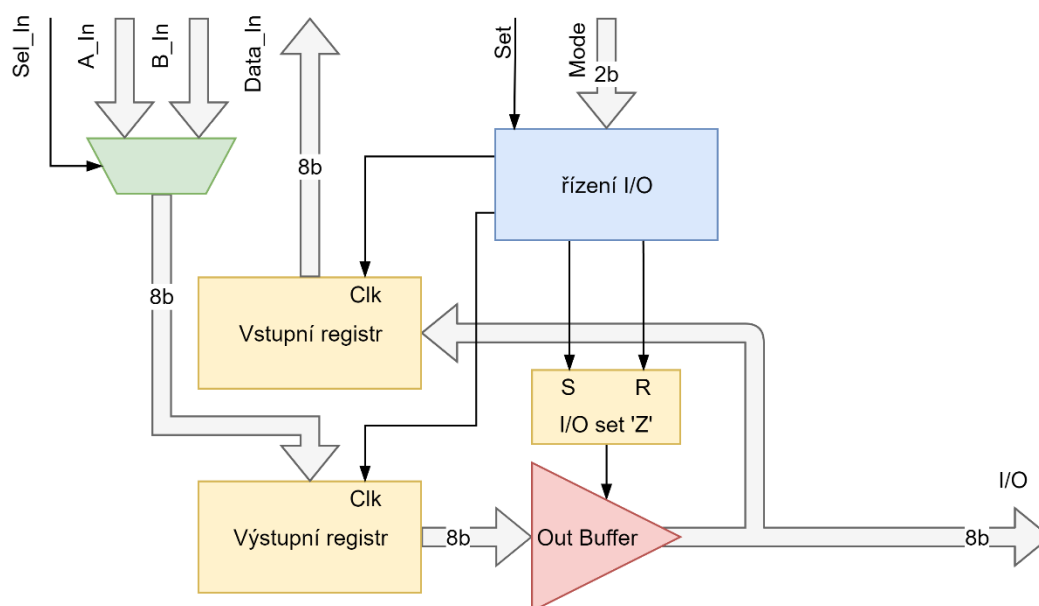 Sel_In
A_In
B_In
Data_In
Set
Mode
2b
8b
řízení I/O
8b
Clk
Vstupní registr
S R
I/O set 'Z'
Clk
Výstupní registr
8b
Out Buffer
I/O
8b